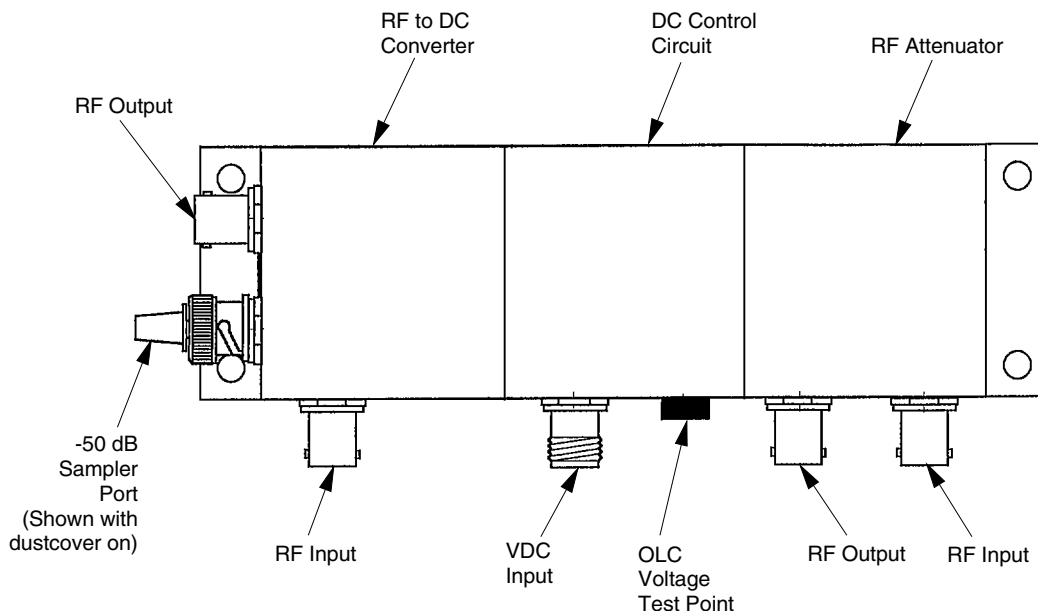 RF to DC
Converter
DC Control
Circuit
RF Attenuator
RF Output
-50 dB
Sampler
Port
(Shown with
dustcover on)
RF Input
VDC
Input
OLC
Voltage
Test Point
RF Output
RF Input